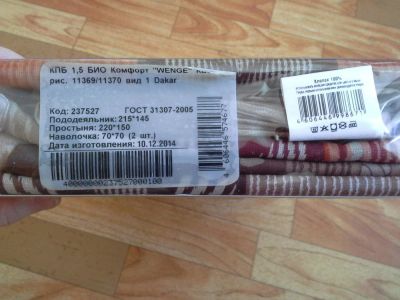 КПБ 1,5 БИО Комфорт "WENGE"
рис. 11369/11370 вид 1 Dakar
Код: 237527 ГОСТ 31307-2005
Пододеяльник: 215*145
Простыня: 220*150
Наволочка: 70*70 (2 шт.)
Дата изготовления: 10.12.2014
40000000237527000100
Хлопок 100%